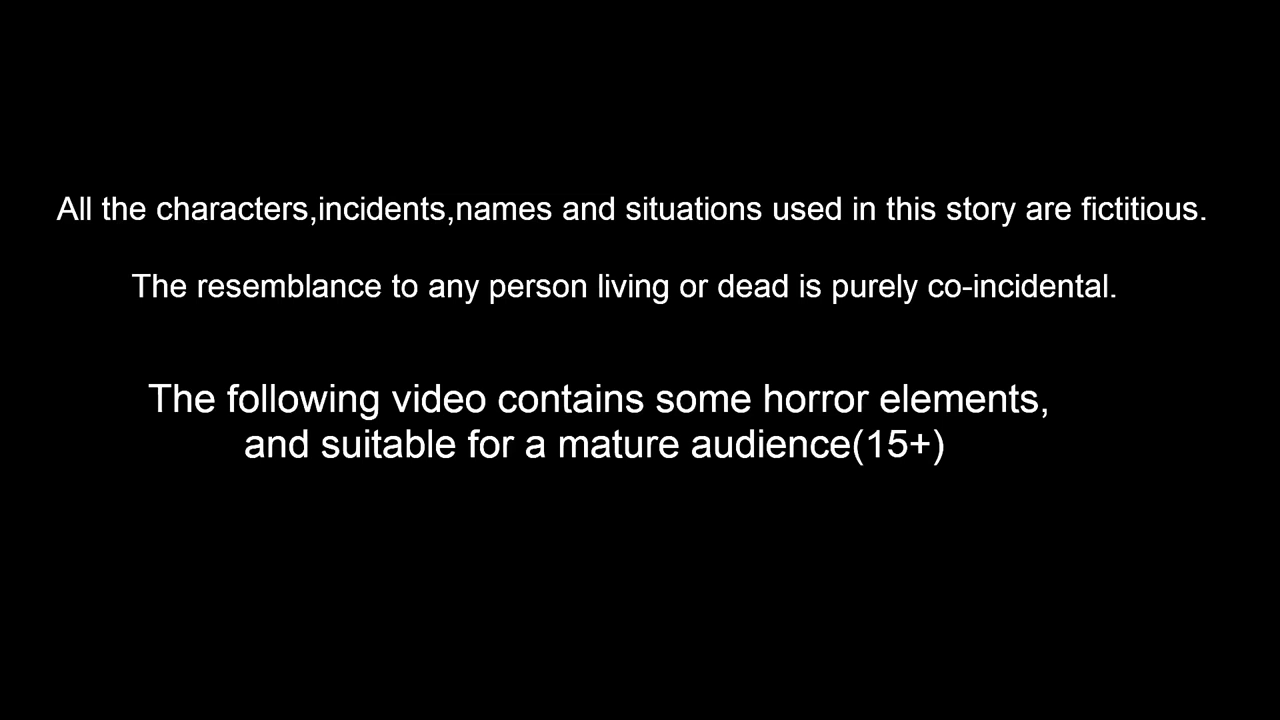 All the characters,incidents,names and situations used in this story are fictitious.
The resemblance to any person living or dead is purely co-incidental.
The following video contains some horror elements,
and suitable for a mature audience(15+)